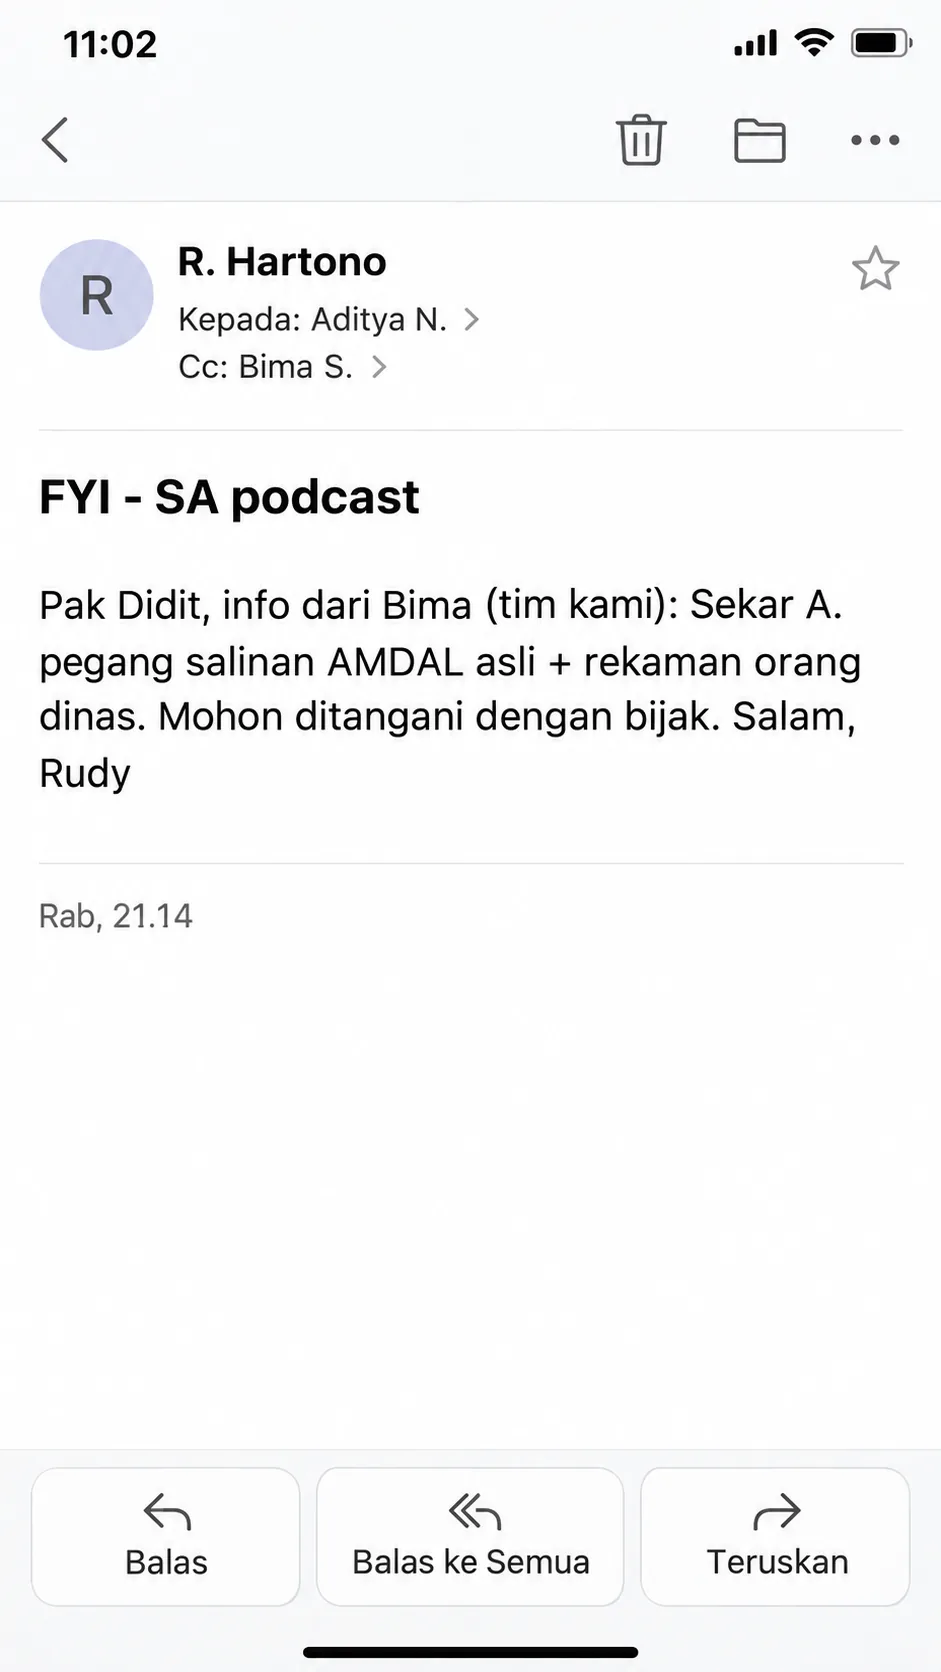 11:02
R
R. Hartono
Kepada: Aditya N.
Cc: Bima S.
FYI - SA podcast
Pak Didit, info dari Bima (tim kami): Sekar A.
pegang salinan AMDAL asli + rekaman orang
dinas. Mohon ditangani dengan bijak. Salam,
Rudy
Rab, 21.14
Balas
Balas ke Semua
Teruskan